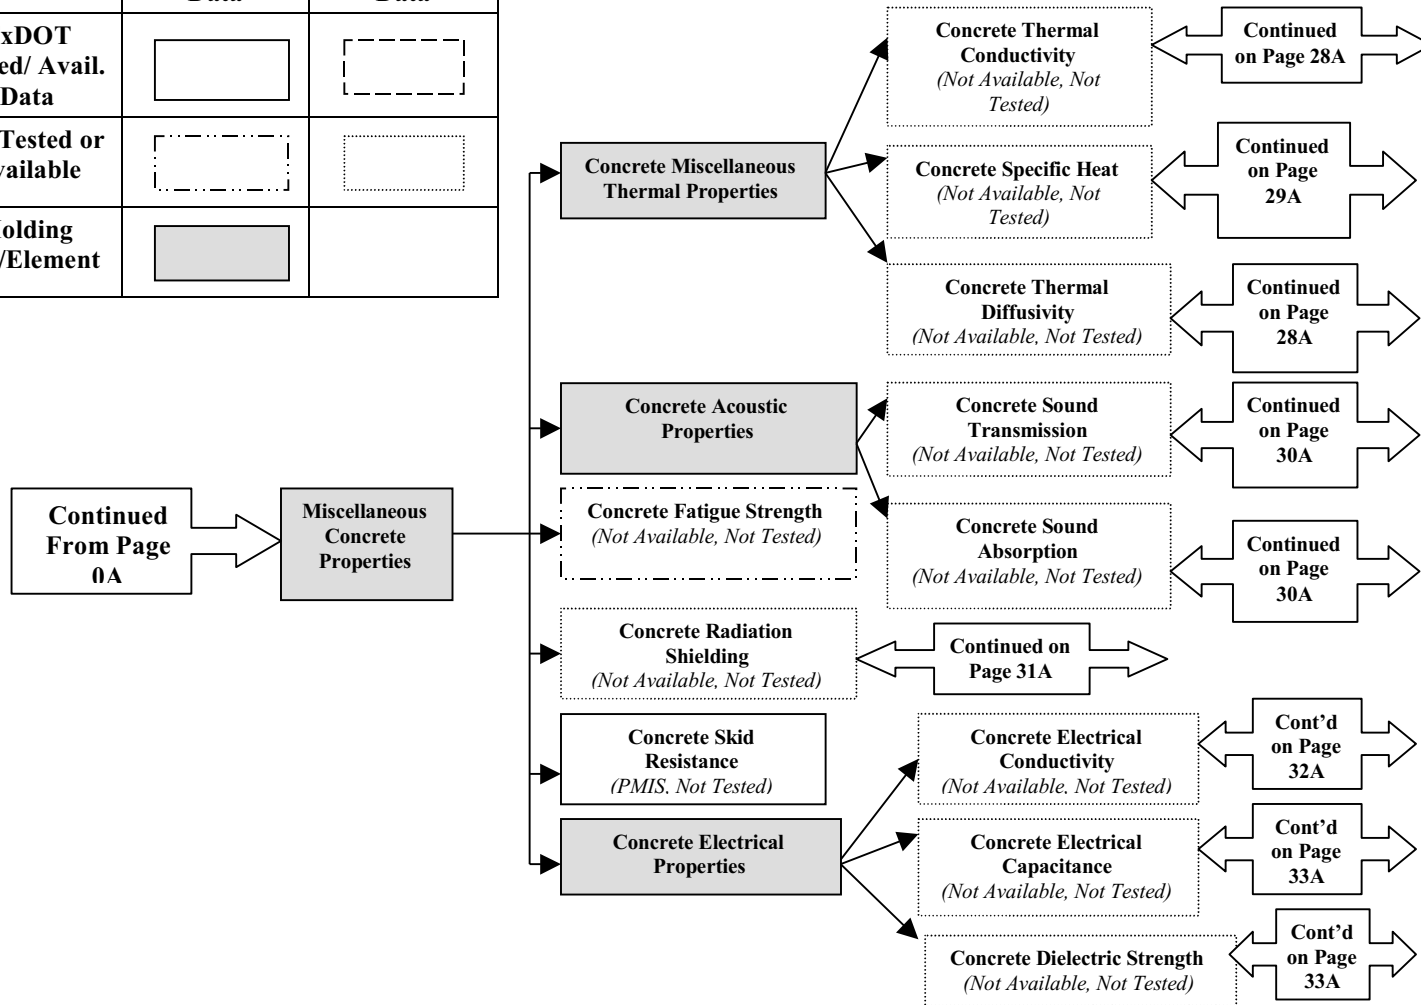 Data Data
xDOT
ed/ Avail.
Data
Tested or
vailable
olding
/Element
Concrete Thermal
Conductivity
(Not Available, Not
Tested)
Continued
on Page 28A
Concrete Miscellaneous
Thermal Properties
Concrete Specific Heat
(Not Available, Not
Tested)
Continued
on Page
29A
Concrete Thermal
Diffusivity
(Not Available, Not Tested)
Continued
on Page
28A
Concrete Acoustic
Properties
Concrete Sound
Transmission
(Not Available, Not Tested)
Continued
on Page
30A
Continued
From Page
0A
Miscellaneous
Concrete
Properties
Concrete Fatigue Strength
(Not Available, Not Tested)
Concrete Sound
Absorption
(Not Available, Not Tested)
Continued
on Page
30A
Concrete Radiation
Shielding
(Not Available, Not Tested)
Continued on
Page 31A
Concrete Skid
Resistance
(PMIS, Not Tested)
Concrete Electrical
Conductivity
(Not Available, Not Tested)
Cont'd
on Page
32A
Concrete Electrical
Properties
Concrete Electrical
Capacitance
(Not Available, Not Tested)
Cont'd
on Page
33A
Concrete Dielectric Strength
(Not Available, Not Tested)
Cont'd
on Page
33A